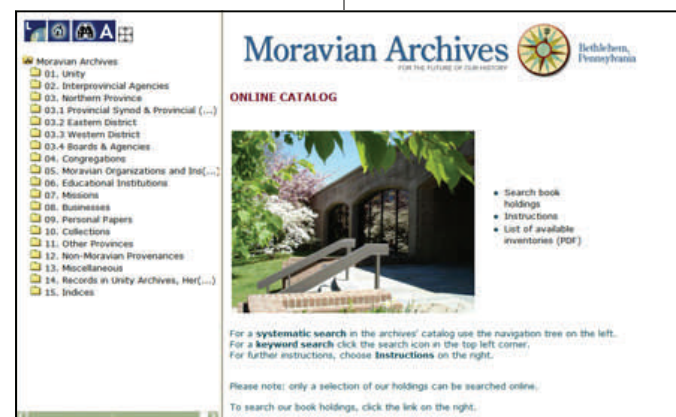 L A
Moravian Archives
01. Unity
02. Interprovincial Agencies
03. Northern Province
03.1 Provincial Synod & Provincial (...)
03.2 Eastern District
03.3 Western District
03.4 Boards & Agencies
04. Congregations
05. Moravian Organizations and Ins(...)
06. Educational Institutions
07. Missions
08. Businesses
09. Personal Papers
10. Collections
11. Other Provinces
12. Non-Moravian Provenances
13. Miscellaneous
14. Records in Unity Archives, Her(...)
15. Indices
Moravian Archives
FOR THE FUTURE OF OUR HISTORY
Bethlehem,
Pennsylvania
ONLINE CATALOG
• Search book
holdings
• Instructions
• List of available
inventories (PDF)
For a systematic search in the archives' catalog use the navigation tree on the left.
For a keyword search click the search icon in the top left corner.
For further instructions, choose Instructions on the right.
Please note: only a selection of our holdings can be searched online.
To search our book holdings, click the link on the right.